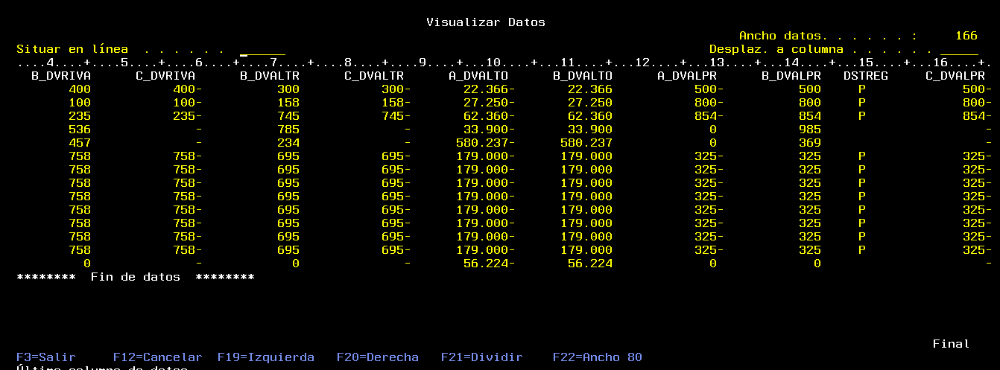 Visualizar Datos
Ancho datos. . . . . . :     166
Situar en línea  . . . . . .  ______     Desplaz. a columna . . . . . . _____
....4....+....5....+....6....+....7....+....8....+....9....+...10....+...11....+...12....+...13....+...14....+...15....+...16....+.
B_DVRIVA      C_DVRIVA      B_DVALTR      C_DVALTR      A_DVALTO      B_DVALTO      A_DVALPR      B_DVALPR   DSTREG     C_DVALPR
400           400-          300           300-       22.366-       22.366           500-          500     P           500-
100           100-          158           158-       27.250-       27.250           800-          800     P           800-
235           235-          745           745-       62.360-       62.360           854-          854     P           854-
536              -          785              -       33.900-       33.900           0             985                    -
457              -          234              -      580.237-      580.237           0             369                    -
758           758-          695           695-      179.000-      179.000           325-          325     P           325-
758           758-          695           695-      179.000-      179.000           325-          325     P           325-
758           758-          695           695-      179.000-      179.000           325-          325     P           325-
758           758-          695           695-      179.000-      179.000           325-          325     P           325-
758           758-          695           695-      179.000-      179.000           325-          325     P           325-
758           758-          695           695-      179.000-      179.000           325-          325     P           325-
758           758-          695           695-      179.000-      179.000           325-          325     P           325-
758           758-          695           695-      179.000-      179.000           325-          325     P           325-
0                -          0                -       56.224-       56.224           0             0                      -
********  Fin de datos  ********
Final
F3=Salir     F12=Cancelar  F19=Izquierda   F20=Derecha   F21=Dividir    F22=Ancho 80
Última columna de datos.